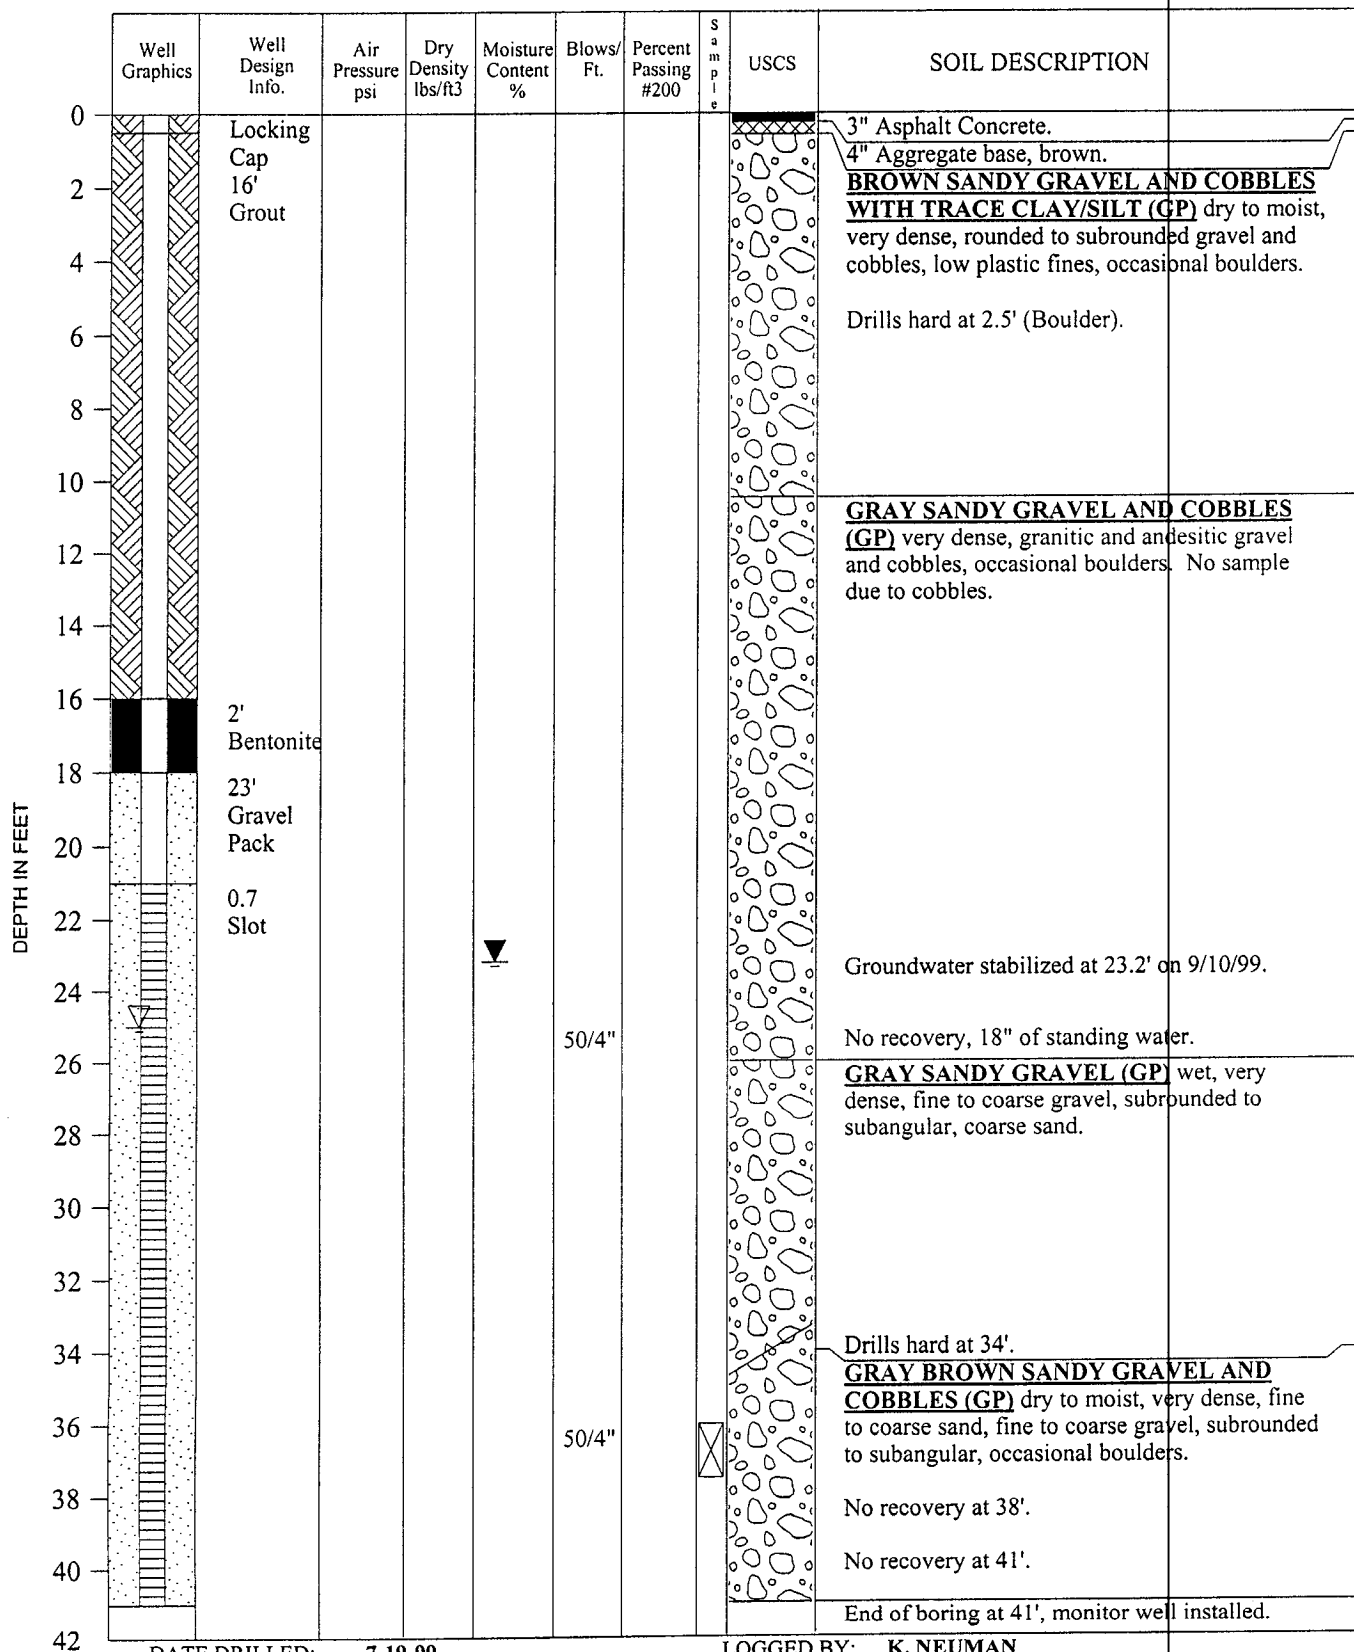 Well Graphics
Well Design Info.
Air Pressure psi
Dry Density lbs/ft3
Moisture Content %
Blows/ Ft.
Percent Passing #200
Sample
USCS
SOIL DESCRIPTION
DEPTH IN FEET
0
2
4
6
8
10
12
14
16
18
20
22
24
26
28
30
32
34
36
38
40
42
Locking
Cap
16'
Grout
2'
Bentonite
23'
Gravel
Pack
0.7
Slot
50/4"
50/4"
3" Asphalt Concrete.
4" Aggregate base, brown.
BROWN SANDY GRAVEL AND COBBLES
WITH TRACE CLAY/SILT (GP) dry to moist,
very dense, rounded to subrounded gravel and
cobbles, low plastic fines, occasional boulders.
Drills hard at 2.5' (Boulder).
GRAY SANDY GRAVEL AND COBBLES
(GP) very dense, granitic and andesitic gravel
and cobbles, occasional boulders. No sample
due to cobbles.
Groundwater stabilized at 23.2' on 9/10/99.
No recovery, 18" of standing water.
GRAY SANDY GRAVEL (GP) wet, very
dense, fine to coarse gravel, subrounded to
subangular, coarse sand.
Drills hard at 34'.
GRAY BROWN SANDY GRAVEL AND
COBBLES (GP) dry to moist, very dense, fine
to coarse sand, fine to coarse gravel, subrounded
to subangular, occasional boulders.
No recovery at 38'.
No recovery at 41'.
End of boring at 41', monitor well installed.
DATE DRILLED: 7-19-99
LOGGED BY: K. NEUMAN